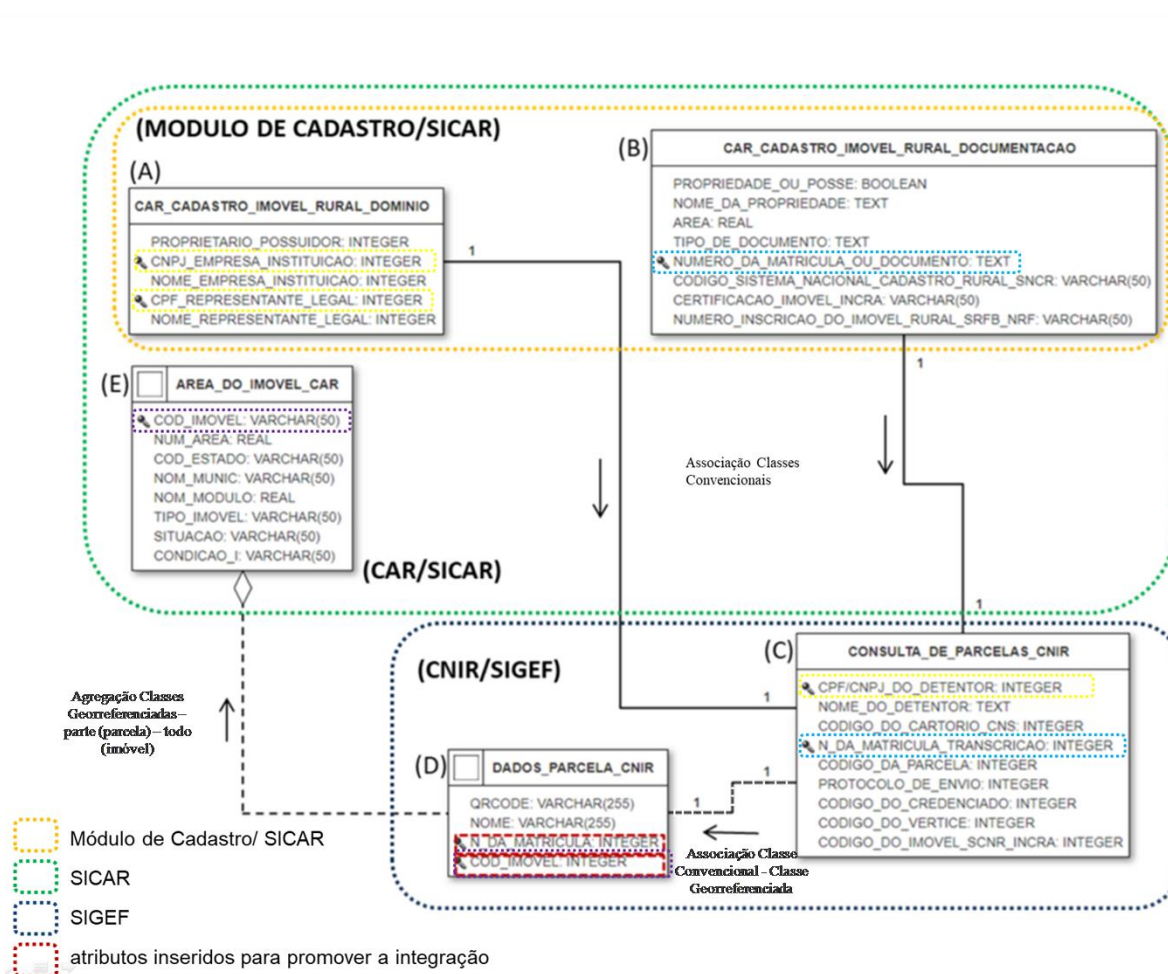 (MODULO DE CADASTRO/SICAR)
(A)
CAR_CADASTRO_IMOVEL_RURAL_DOMINIO
PROPRIETARIO_POSSUIDOR: INTEGER
CNPJ_EMPRESA_INSTITUICAO: INTEGER
NOME_EMPRESA_INSTITUICAO: INTEGER
CPF_REPRESENTANTE_LEGAL: INTEGER
NOME_REPRESENTANTE_LEGAL: INTEGER
1
(B)
CAR_CADASTRO_IMOVEL_RURAL_DOCUMENTACAO
PROPRIEDADE_OU_POSSE: BOOLEAN
NOME_DA_PROPRIEDADE: TEXT
AREA: REAL
TIPO_DE_DOCUMENTO: TEXT
NUMERO_DA_MATRICULA_OU_DOCUMENTO: TEXT
CODIGO_SISTEMA_NACIONAL_CADASTRO_RURAL_SNCR: VARCHAR(50)
CERTIFICACAO_IMOVEL_INCRA: VARCHAR(50)
NUMERO_INSCRICAO_DO_IMOVEL_RURAL_SRFB_NRF: VARCHAR(50)
1
(E)
AREA_DO_IMOVEL_CAR
COD_IMOVEL: VARCHAR(50)
NUM_AREA: REAL
COD_ESTADO: VARCHAR(50)
NOM_MUNIC: VARCHAR(50)
NOM_MODULO: REAL
TIPO_IMOVEL: VARCHAR(50)
SITUACAO: VARCHAR(50)
CONDICAO_I: VARCHAR(50)
Associação Classes
Convencionais
(CAR/SICAR)
1
(CNIR/SIGEF)
(C)
CONSULTA_DE_PARCELAS_CNIR
CPF/CNPJ_DO_DETENTOR: INTEGER
NOME_DO_DETENTOR: TEXT
CODIGO_DO_CARTORIO_CNS: INTEGER
N_DA_MATRICULA_TRANSCRICAO: INTEGER
CODIGO_DA_PARCELA: INTEGER
PROTOCOLO_DE_ENVIO: INTEGER
CODIGO_DO_CREDENCIADO: INTEGER
CODIGO_DO_VERTICE: INTEGER
CODIGO_DO_IMOVEL_SCNR_INCRA: INTEGER
1
1
1
Agregação Classes
Georreferenciadas –
parte (parcela) – todo
(imóvel)
(D)
DADOS_PARCELA_CNIR
QRCODE: VARCHAR(255)
NOME: VARCHAR(255)
N_DA_MATRICULA: INTEGER
COD_IMOVEL: INTEGER
Associação Classe
Convencional - Classe
Georreferenciada
Módulo de Cadastro/ SICAR
SICAR
SIGEF
atributos inseridos para promover a integração